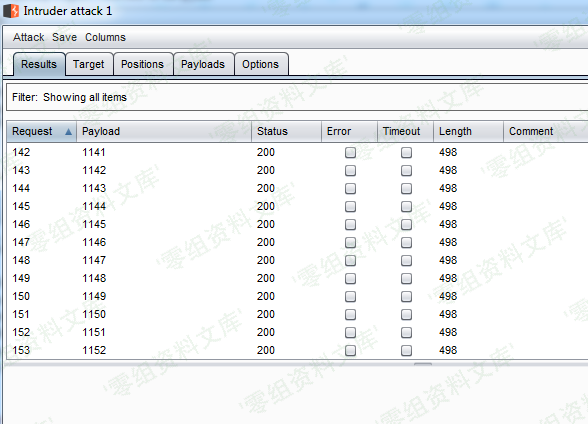 Intruder attack 1
Attack Save Columns
Results Target Positions Payloads Options
Filter: Showing all items
Request Payload Status Error Timeout Length Comment
142 1141 200 498
143 1142 200 498
144 1143 200 498
145 1144 200 498
146 1145 200 498
147 1146 200 498
148 1147 200 498
149 1148 200 498
150 1149 200 498
151 1150 200 498
152 1151 200 498
153 1152 200 498
'零组资料文库'